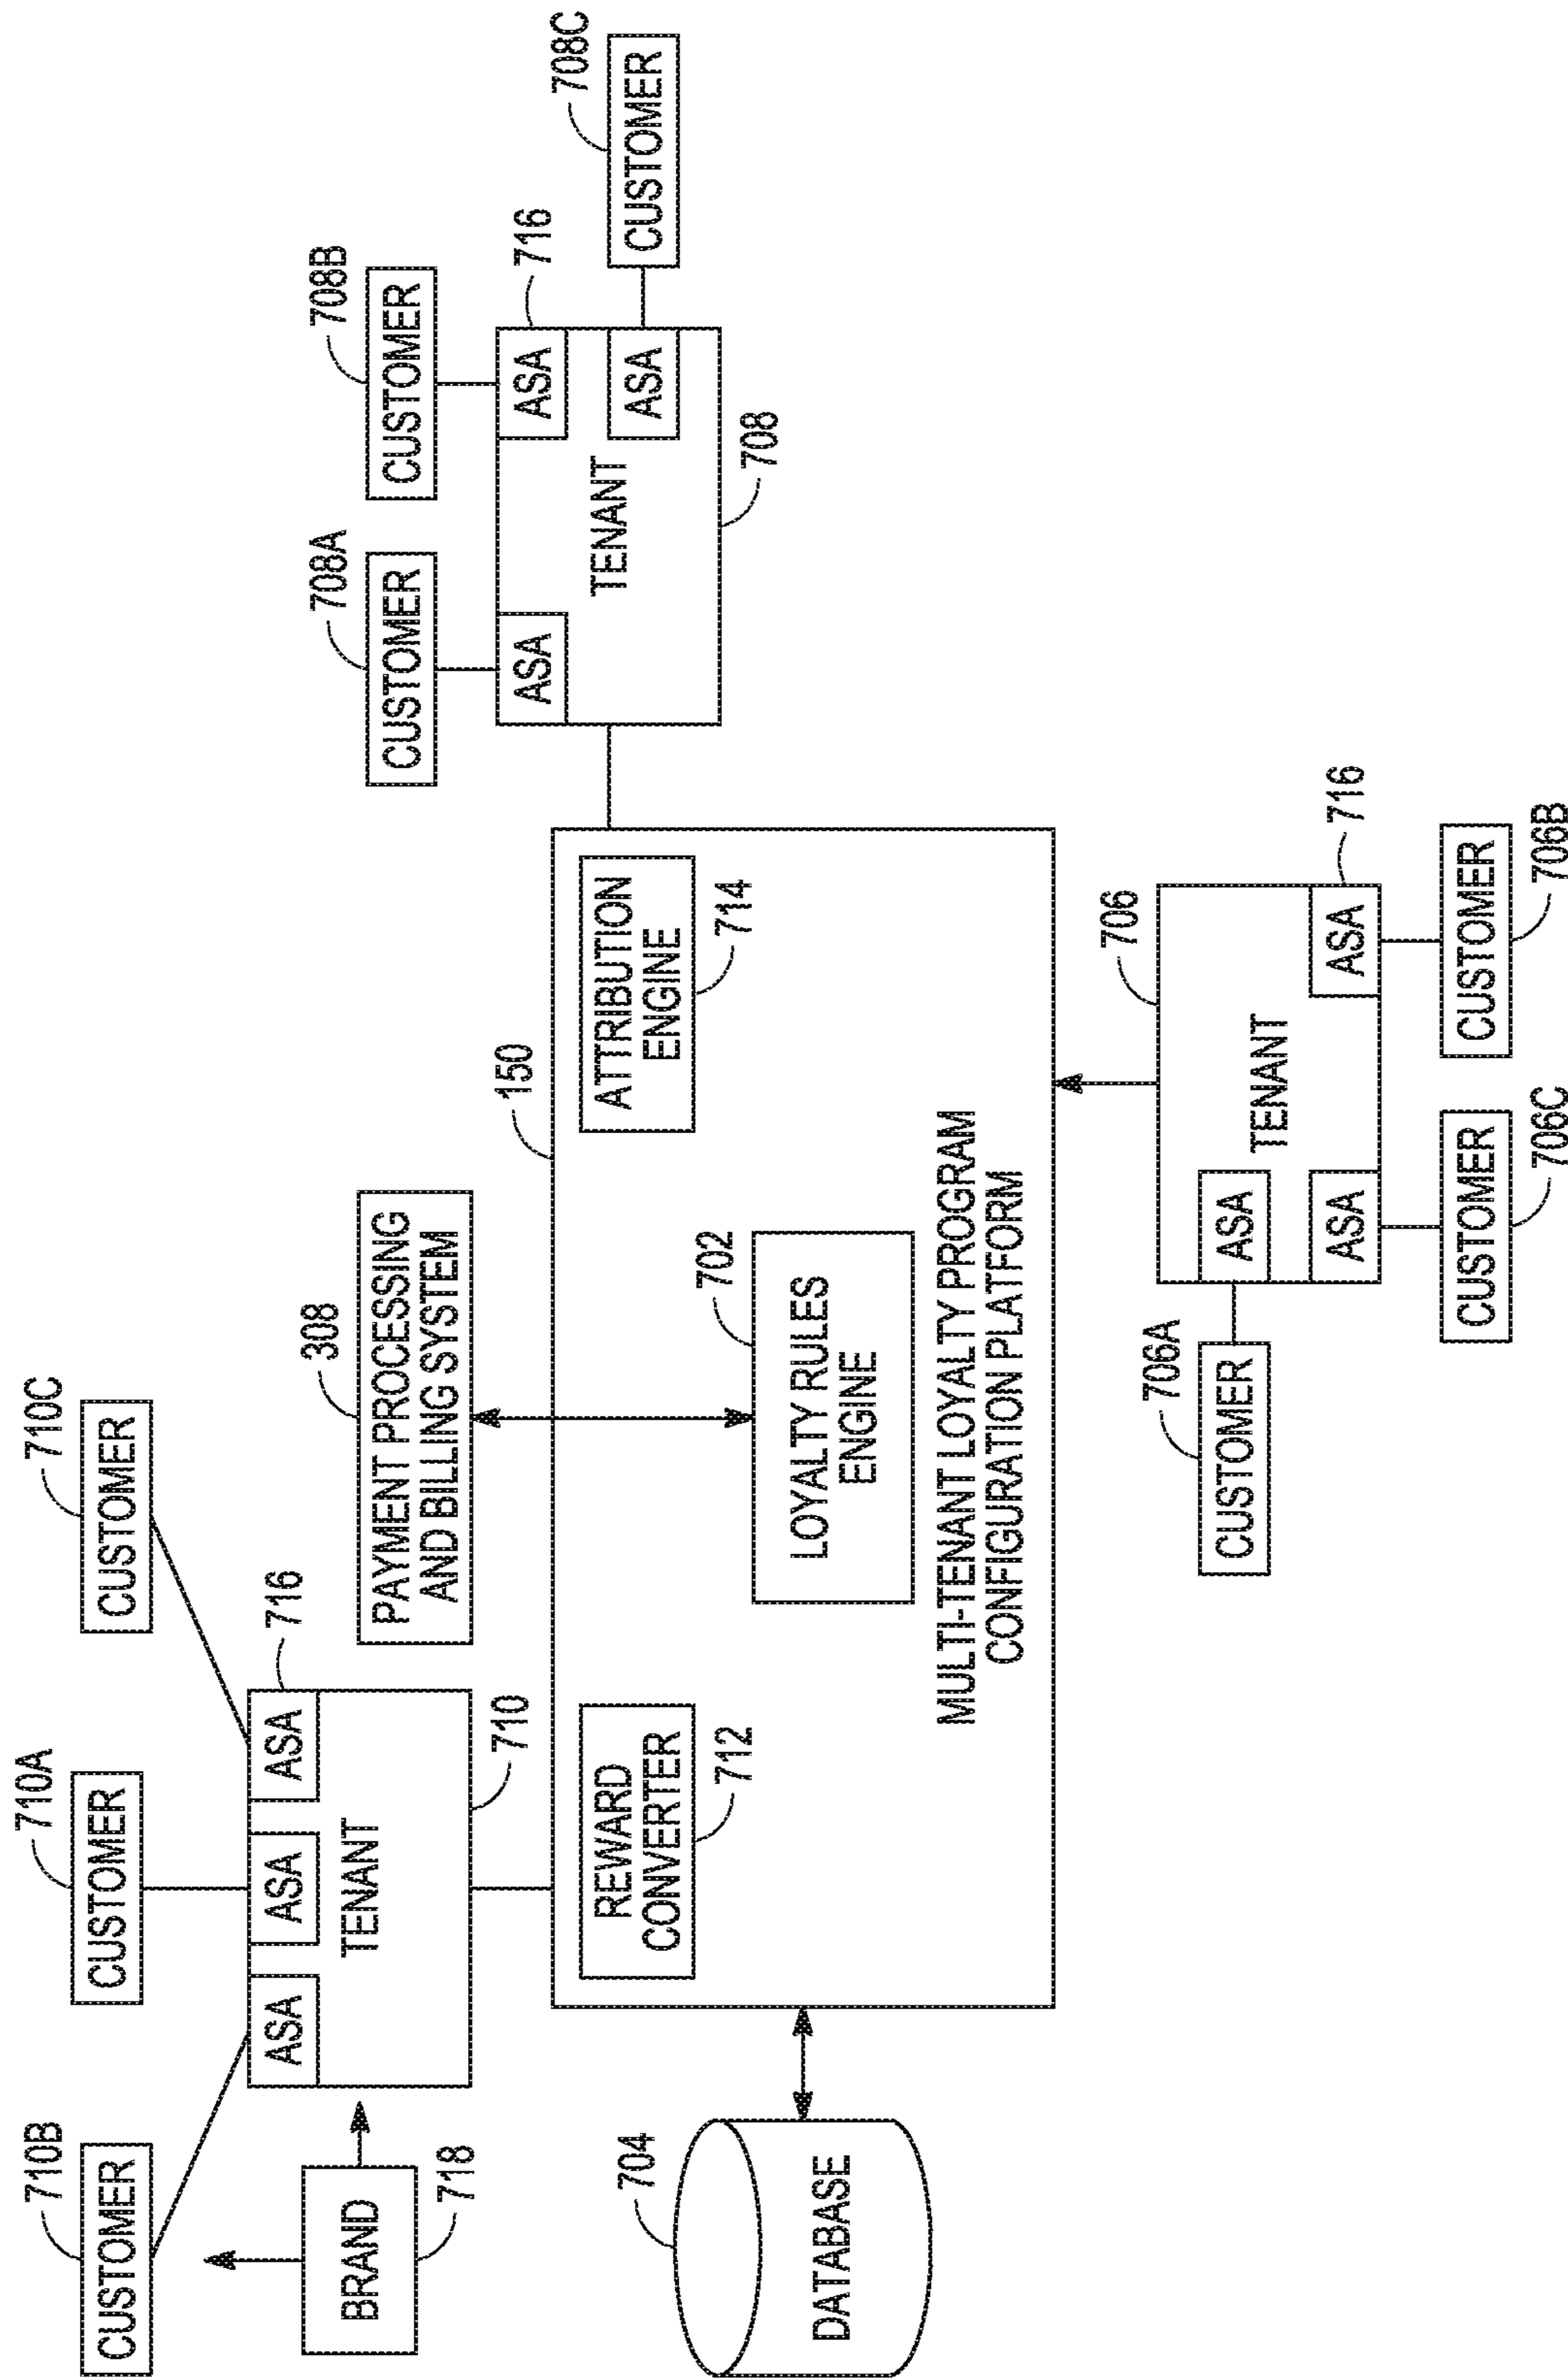 710B
CUSTOMER
710A
CUSTOMER
710C
CUSTOMER
BRAND
718
ASA
ASA
ASA
716
TENANT
710
308
PAYMENT PROCESSING
AND BILLING SYSTEM
708A
CUSTOMER
708B
CUSTOMER
ASA
ASA
716
TENANT
ASA
708
708C
CUSTOMER
704
DATABASE
150
REWARD
CONVERTER
712
ATTRIBUTION
ENGINE
714
702
LOYALTY RULES
ENGINE
MULTI-TENANT LOYALTY PROGRAM
CONFIGURATION PLATFORM
706A
CUSTOMER
706
ASA
TENANT
ASA
ASA
716
CUSTOMER
706C
CUSTOMER
706B